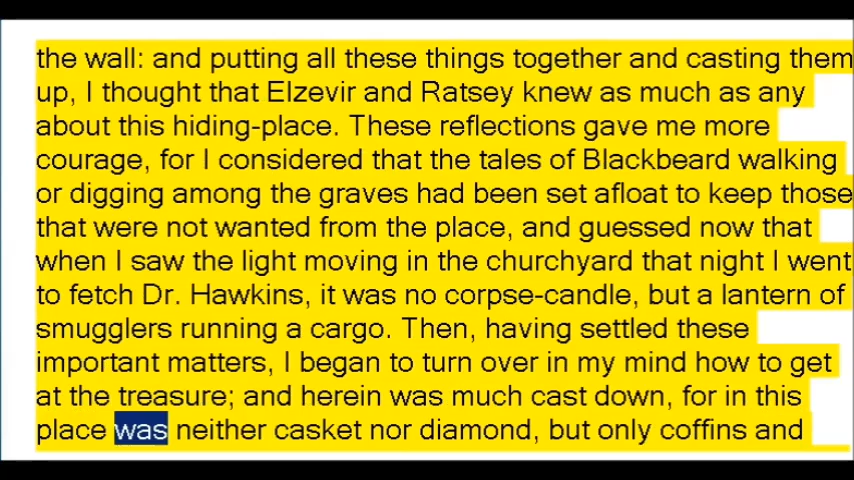 the wall: and putting all these things together and casting them
up, I thought that Elzevir and Ratsey knew as much as any
about this hiding-place. These reflections gave me more
courage, for I considered that the tales of Blackbeard walking
or digging among the graves had been set afloat to keep those
that were not wanted from the place, and guessed now that
when I saw the light moving in the churchyard that night I went
to fetch Dr. Hawkins, it was no corpse-candle, but a lantern of
smugglers running a cargo. Then, having settled these
important matters, I began to turn over in my mind how to get
at the treasure; and herein was much cast down, for in this
place was neither casket nor diamond, but only coffins and